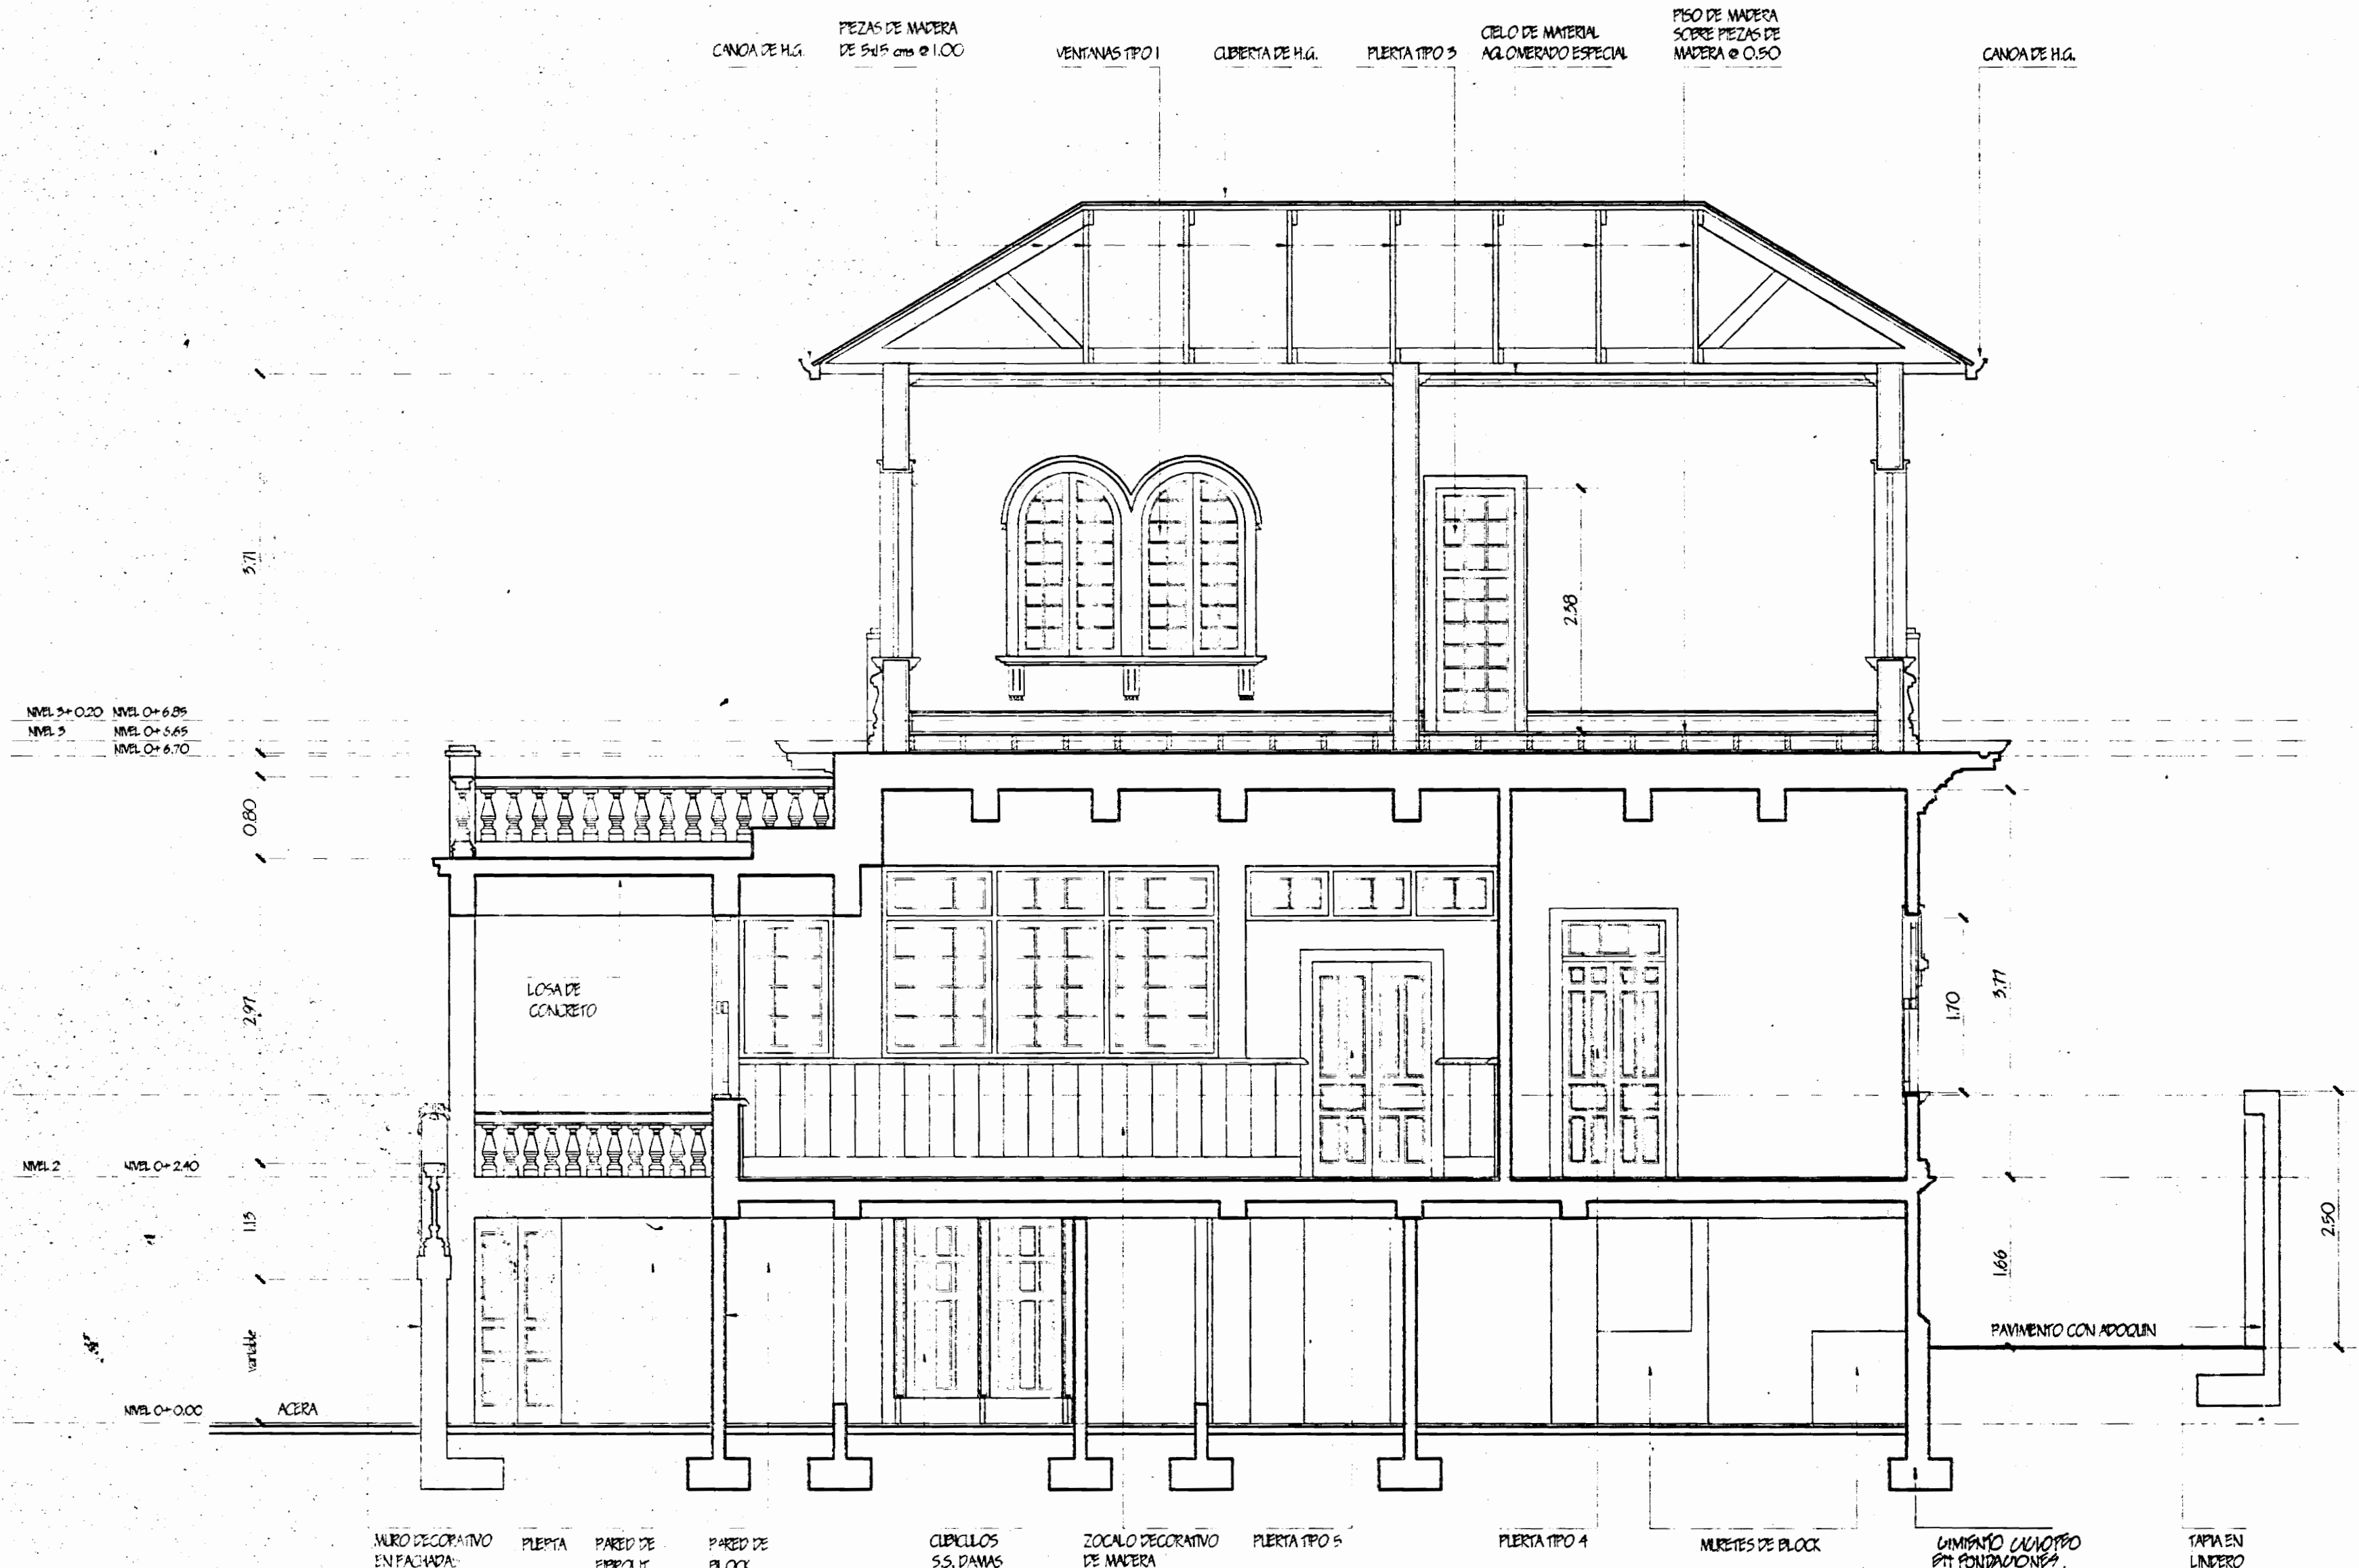 CANOA DE H.G.
PIEZAS DE MADERA
DE 5x15 cms @ 1.00
VENTANAS TIPO 1
CUBIERTA DE H.G.
PUERTA TIPO 3
CIELO DE MATERIAL
AGLOMERADO ESPECIAL
PISO DE MADERA
SOBRE PIEZAS DE
MADERA @ 0.50
CANOA DE H.G.
3.71
2.38
NIVEL 3+0.20 NIVEL 0+6.85
NIVEL 3 NIVEL 0+6.65
NIVEL 0+6.70
0.80
2.97
LOSA DE
CONCRETO
1.70
3.77
NIVEL 2 NIVEL 0+2.40
1.13
1.66
2.50
variable
PAVIMENTO CON ADOQUIN
NIVEL 0+0.00 ACERA
MURO DECORATIVO
EN FACHADA
PUERTA
PARED DE
PARED DE
BLOCK
CUBICULOS
S.S. DAMAS
ZOCALO DECORATIVO
DE MADERA
PUERTA TIPO 5
PUERTA TIPO 4
MURETES DE BLOCK
CIMIENTO CICLOPEO
EN FONDACIONES.
TAPIA EN
LINDERO